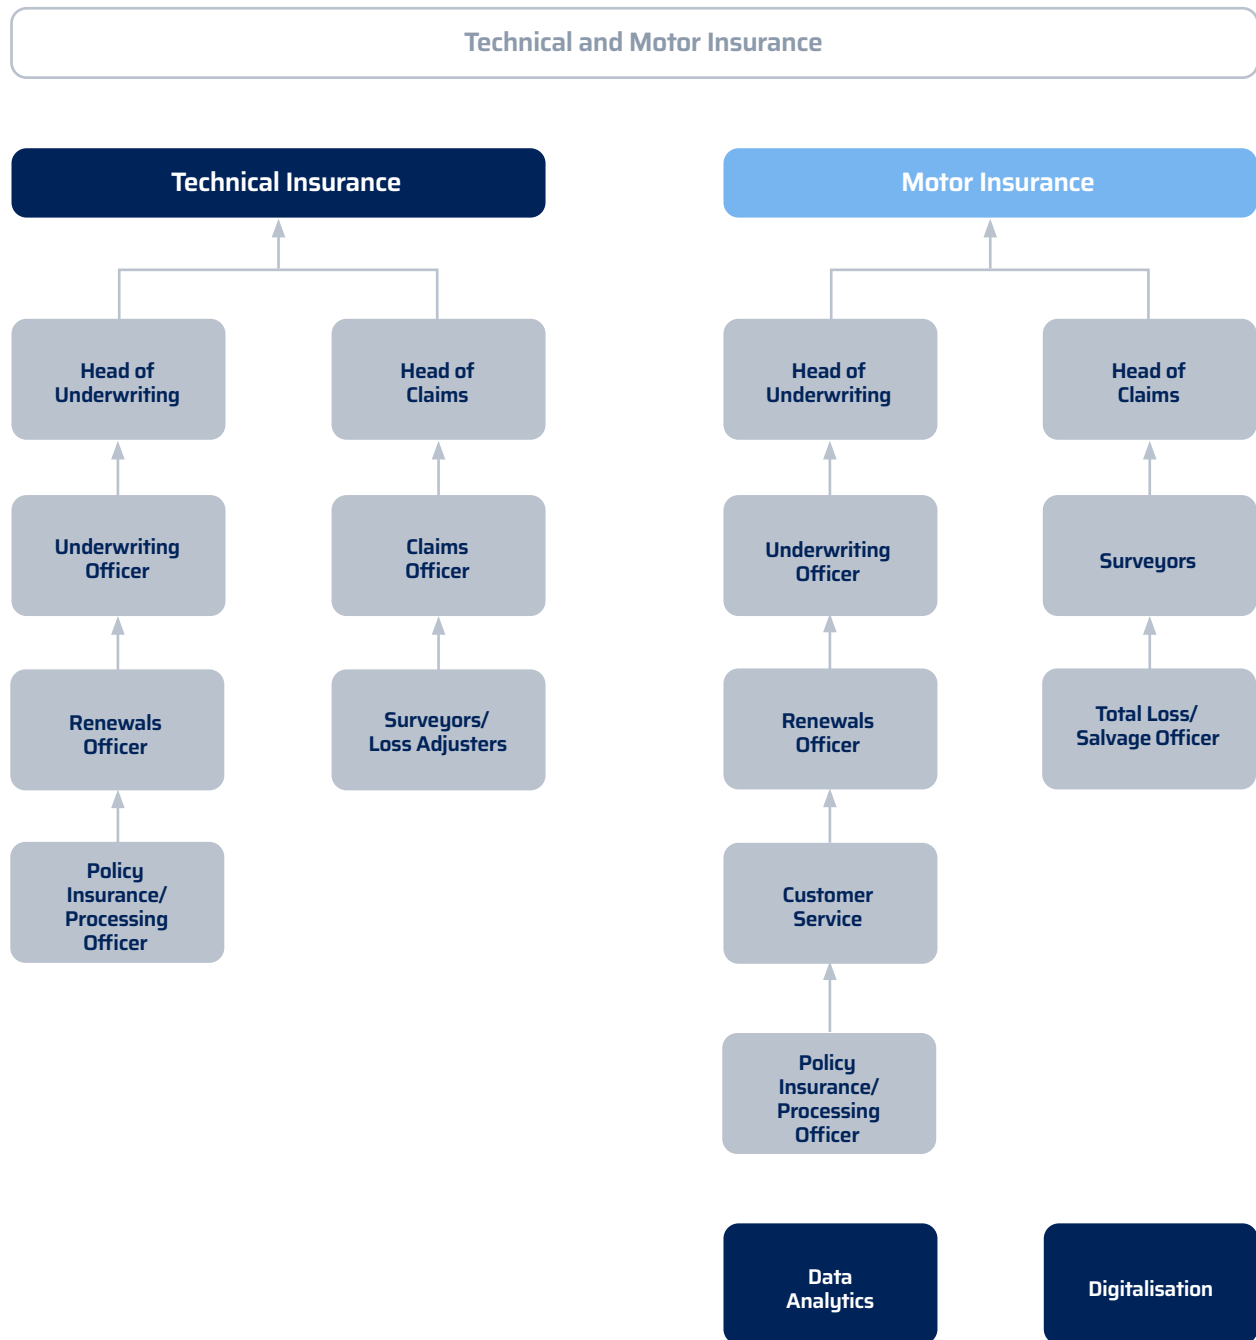 Technical and Motor Insurance
Technical Insurance
Motor Insurance
Head of
Underwriting
Head of
Claims
Head of
Underwriting
Head of
Claims
Underwriting
Officer
Claims
Officer
Underwriting
Officer
Surveyors
Renewals
Officer
Surveyors/
Loss Adjusters
Renewals
Officer
Total Loss/
Salvage Officer
Policy
Insurance/
Processing
Officer
Customer
Service
Policy
Insurance/
Processing
Officer
Data
Analytics
Digitalisation